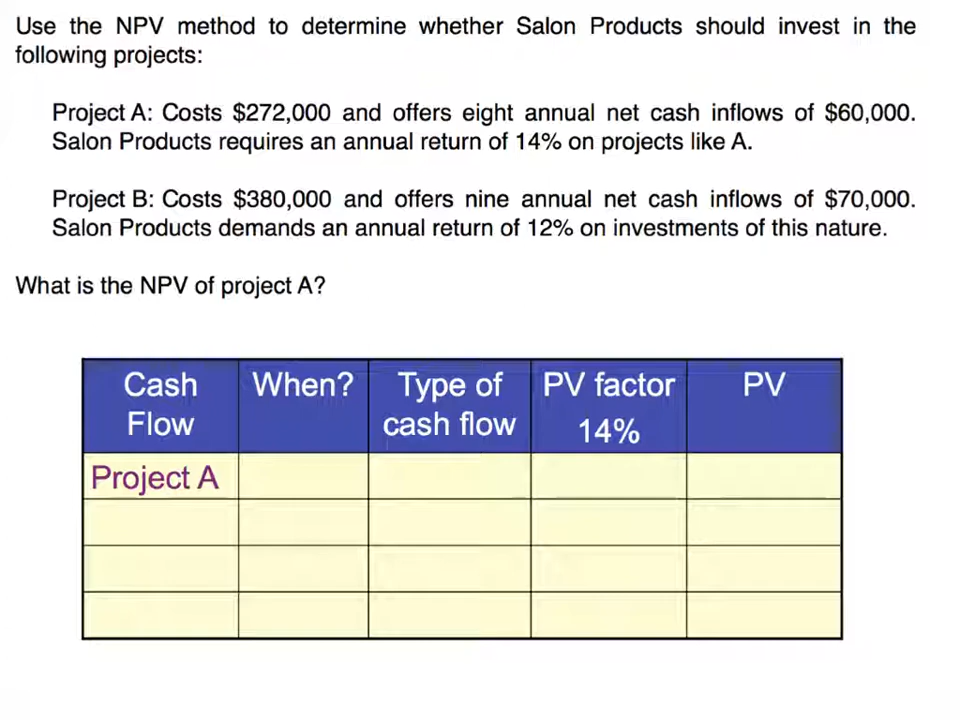 Use the NPV method to determine whether Salon Products should invest in the
following projects:
Project A: Costs $272,000 and offers eight annual net cash inflows of $60,000.
Salon Products requires an annual return of 14% on projects like A.
Project B: Costs $380,000 and offers nine annual net cash inflows of $70,000.
Salon Products demands an annual return of 12% on investments of this nature.
What is the NPV of project A?
Cash Flow When? Type of cash flow PV factor 14% PV
Project A